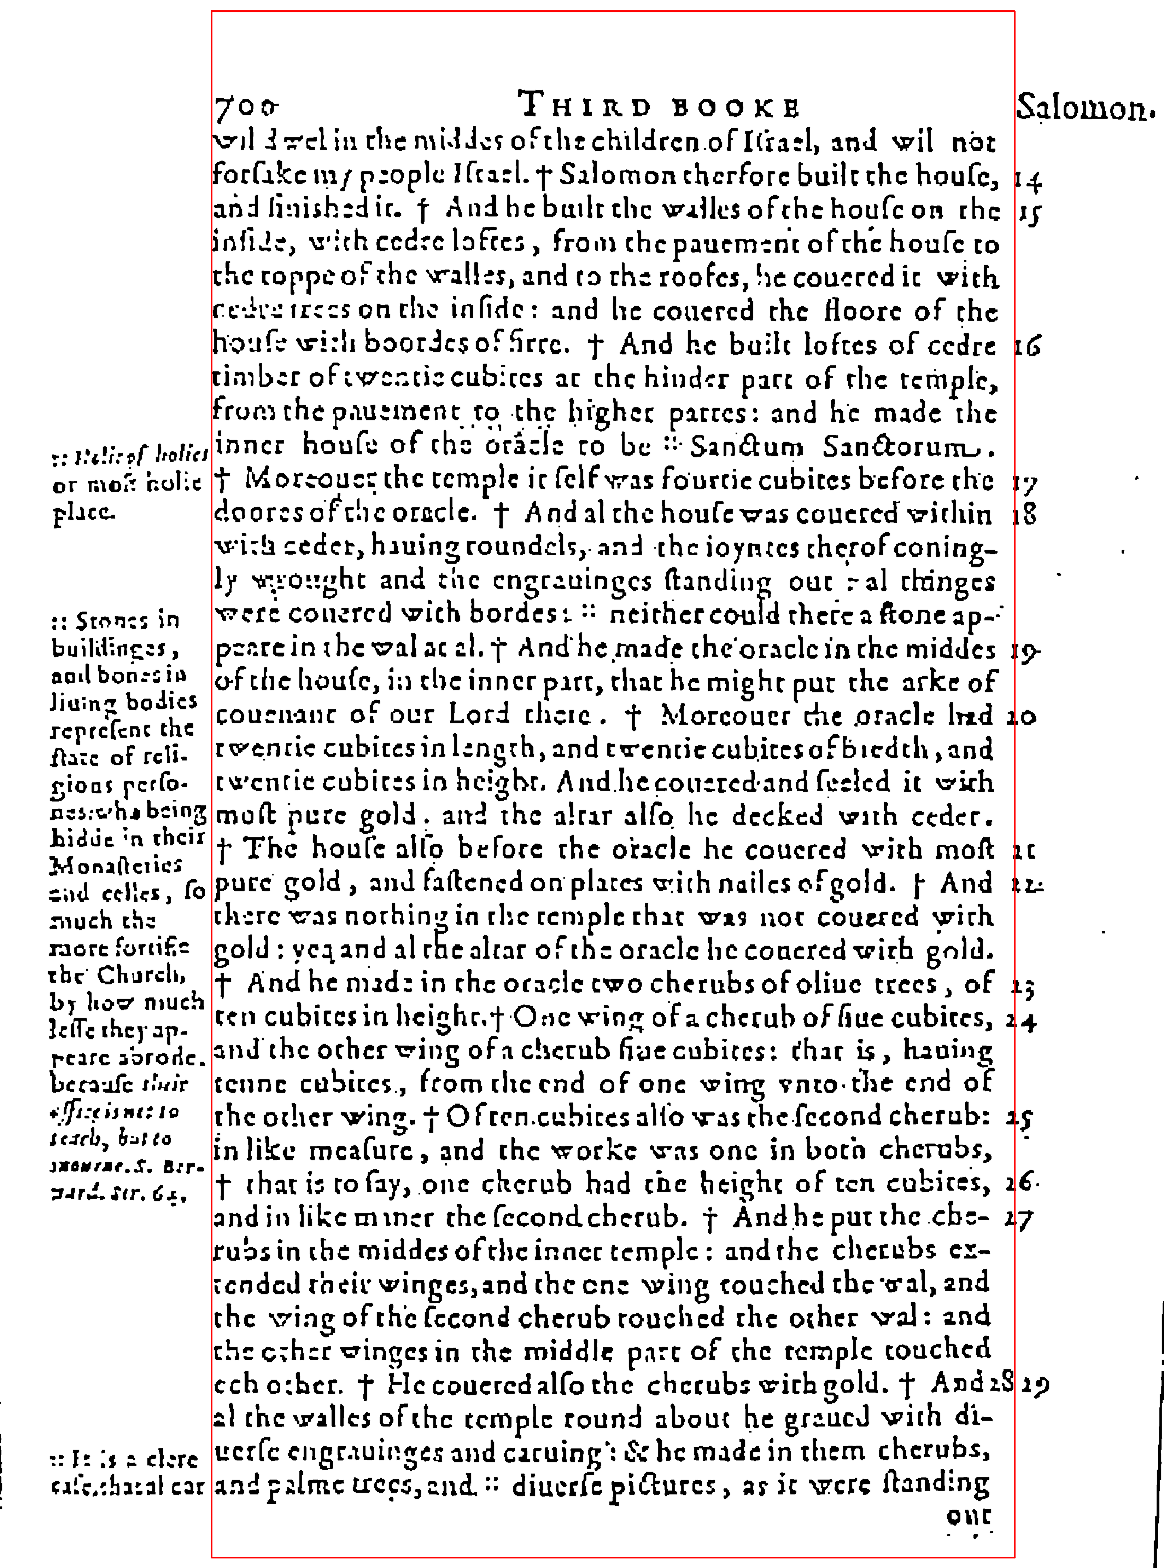 700 THIRD BOOKE Salomon.
wil dwel in the middes of the children of Israel, and wil not
forsake my people Israel. † Salomon therfore built the house, 14
and finished it. † And he built the walles of the house on the 15
inside, with cedre loftes, from the pauement of the house to
the toppe of the walles, and to the roofes, he couered it with
cedre trees on the inside: and he couered the floore of the
house with boordes of firre. † And he built loftes of cedre 16
timber of twentie cubites at the hinder part of the temple,
from the pauement to the higher partes: and he made the
inner house of the oracle to be :: Sanctum Sanctorum.
† Moreouer the temple it self was fourtie cubites before the 17
doores of the oracle. † And al the house was couered within 18
with ceder, hauing roundels, and the ioyntes therof coning-
ly wrought and the engrauinges standing out : al thinges
were couered with bordes: :: neither could there a stone ap-
peare in the wal at al. † And he made the oracle in the middes 19
of the house, in the inner part, that he might put the arke of
couenant of our Lord there. † Moreouer the oracle had 20
twentie cubites in length, and twentie cubites of bredth, and
twentie cubites in height. And he couered and seeled it with
most pure gold. and the altar also he decked with ceder.
† The house also before the oracle he couered with most 21
pure gold, and fastened on plates with nailes of gold. † And 22
there was nothing in the temple that was not couered with
gold: yea and al the altar of the oracle he couered with gold.
† And he made in the oracle two cherubs of oliue trees, of 23
ten cubites in height. † One wing of a cherub of fiue cubites, 24
and the other wing of a cherub fiue cubites: that is, hauing
tenne cubites, from the end of one wing vnto the end of
the other wing. † Of ten cubites also was the second cherub: 25
in like measure, and the worke was one in both cherubs,
† that is to say, one cherub had the height of ten cubites, 26
and in like maner the second cherub. † And he put the che- 27
rubs in the middes of the inner temple: and the cherubs ex-
tended their winges, and the one wing touched the wal, and
the wing of the second cherub touched the other wal: and
the other winges in the middle part of the temple touched
ech other. † He couered also the cherubs with gold. † And 28 29
al the walles of the temple round about he graued with di-
uerse engrauinges and caruing: & he made in them cherubs,
and palme trees, and :: diuerse pictures, as it were standing
out
:: Holie of holies
or most holie
place.
:: Stones in
buildinges,
and bones in
liuing bodies
represent the
state of reli-
gious perso-
nes: who being
hidde in their
Monasteries
and celles, so
much the
more fortifie
the Church,
by how much
lesse they ap-
peare abrode.
because their
office is not to
teach, but to
mourne. S. Ber-
nard. Ser. 64.
:: It is a clere
case, that al car